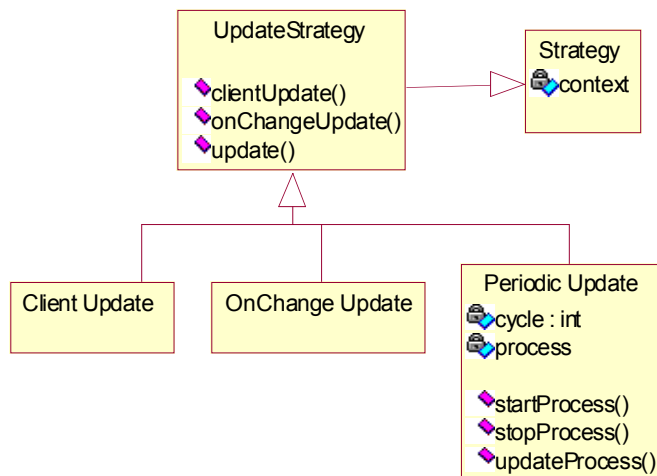 UpdateStrategy
clientUpdate()
onChangeUpdate()
update()
Strategy
context
Client Update
OnChange Update
Periodic Update
cycle : int
process
startProcess()
stopProcess()
updateProcess()